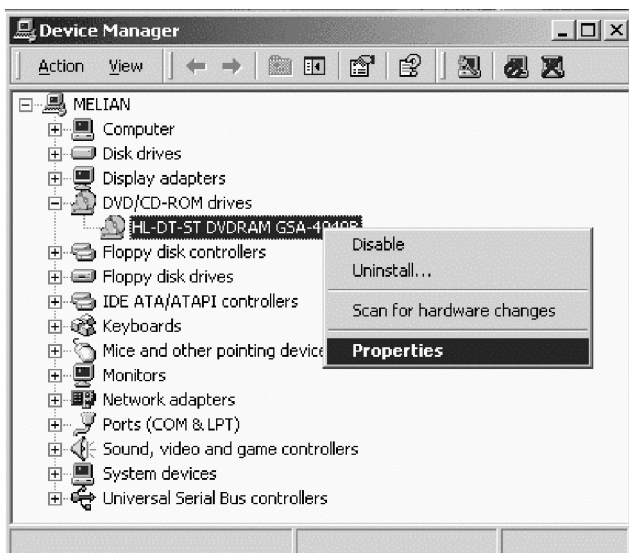 Device Manager
Action View
MELIAN
Computer
Disk drives
Display adapters
DVD/CD-ROM drives
HL-DT-ST DVDRAM GSA-4040B
Floppy disk controllers
Floppy disk drives
IDE ATA/ATAPI controllers
Keyboards
Mice and other pointing device
Monitors
Network adapters
Ports (COM & LPT)
Sound, video and game controllers
System devices
Universal Serial Bus controllers
Disable
Uninstall...
Scan for hardware changes
Properties